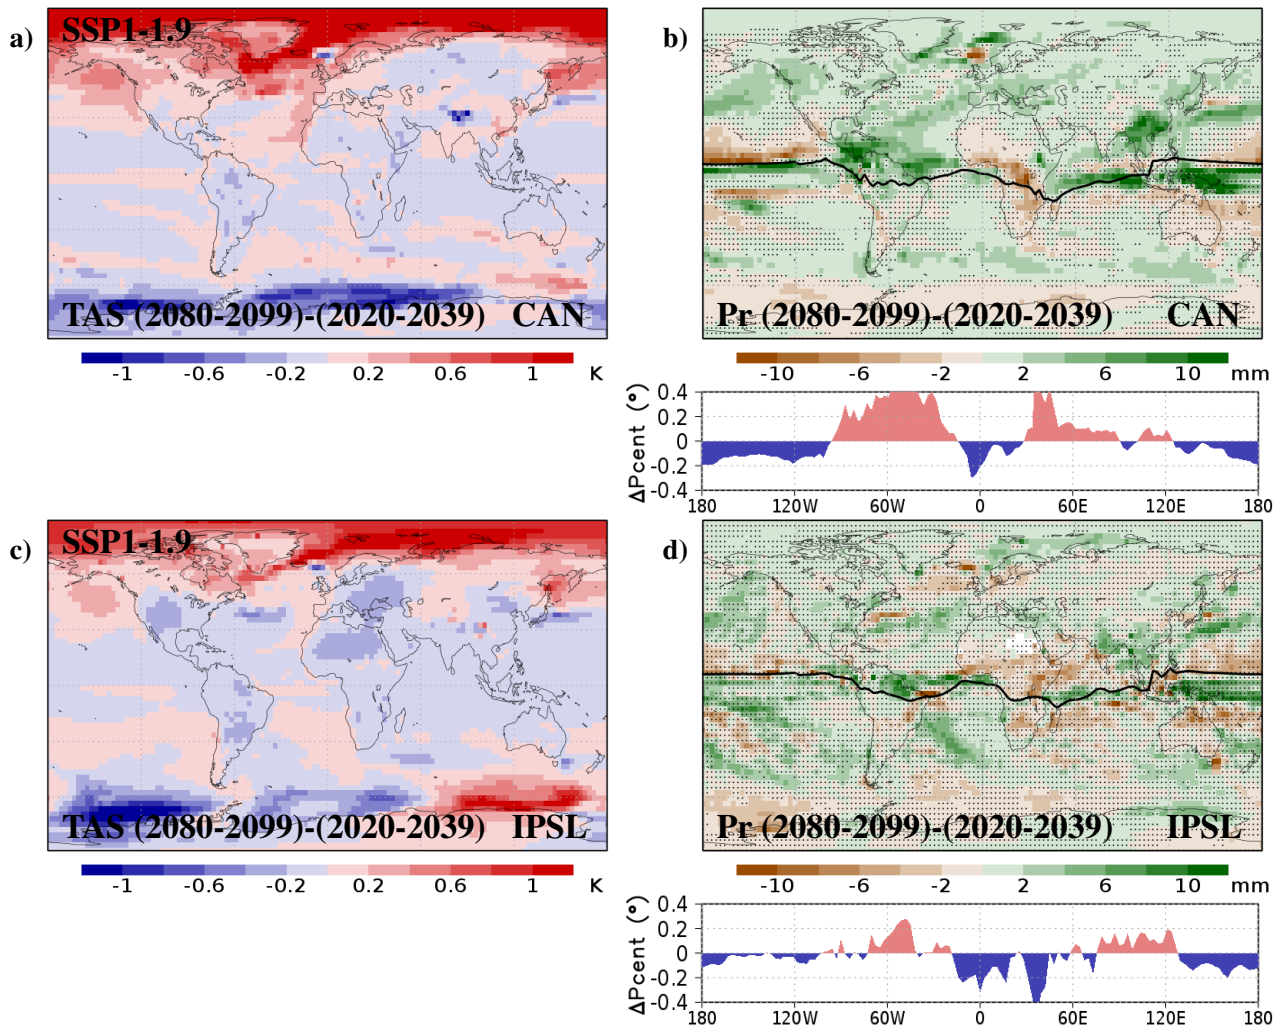 a)
SSP1-1.9
TAS (2080-2099)-(2020-2039) CAN
-1 -0.6 -0.2 0.2 0.6 1 K
b)
Pr (2080-2099)-(2020-2039) CAN
-10 -6 -2 2 6 10 mm
ΔPcent (°)
0.4
0.2
0
-0.2
-0.4
180 120W 60W 0 60E 120E 180
c)
SSP1-1.9
TAS (2080-2099)-(2020-2039) IPSL
-1 -0.6 -0.2 0.2 0.6 1 K
d)
Pr (2080-2099)-(2020-2039) IPSL
-10 -6 -2 2 6 10 mm
ΔPcent (°)
0.4
0.2
0
-0.2
-0.4
180 120W 60W 0 60E 120E 180